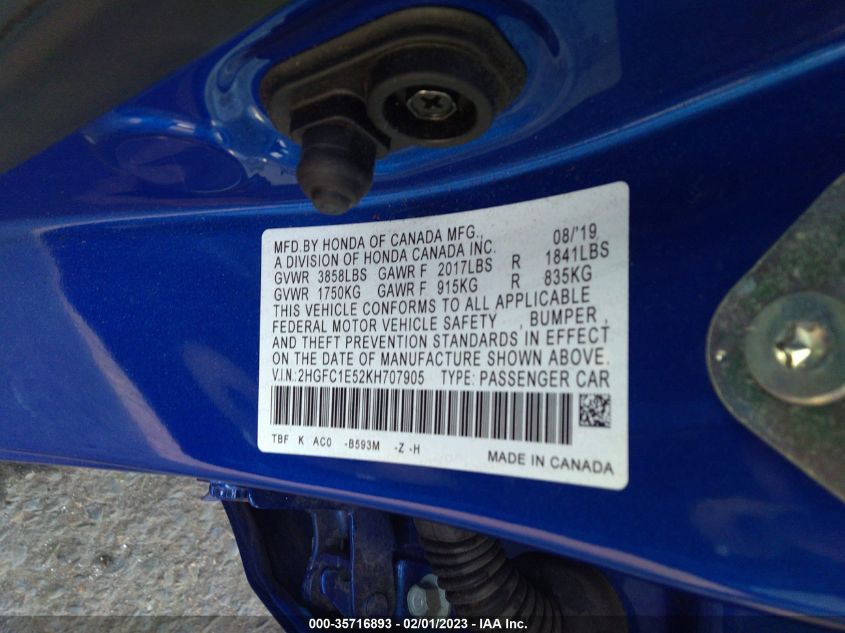 MFD.BY HONDA OF CANADA MFG., 08/'19
A DIVISION OF HONDA CANADA INC.
GVWR 3858LBS GAWR F 2017LBS R 1841LBS
GVWR 1750KG GAWR F 915KG R 835KG
THIS VEHICLE CONFORMS TO ALL APPLICABLE
FEDERAL MOTOR VEHICLE SAFETY , BUMPER ,
AND THEFT PREVENTION STANDARDS IN EFFECT
ON THE DATE OF MANUFACTURE SHOWN ABOVE.
V.I.N.:2HGFC1E52KH707905 TYPE: PASSENGER CAR
TBF K AC0 -B593M -Z -H
MADE IN CANADA
000-35716893 - 02/01/2023 - IAA Inc.